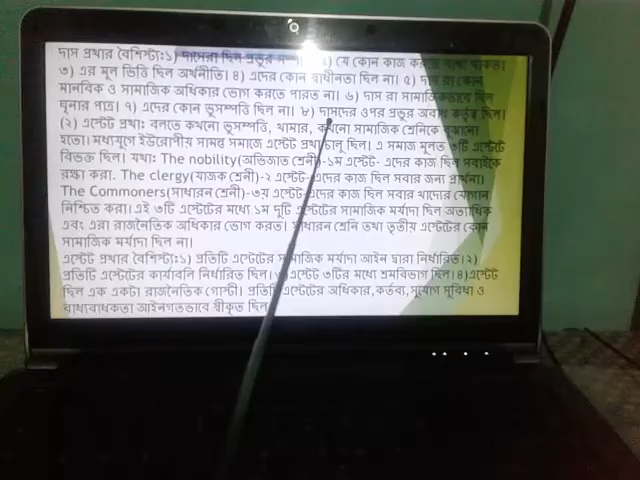 দাস প্রথার বৈশিষ্ট্যঃ১) দাসেরা ছিল প্রভুর ২) যে কোন কাজ করতে বাধ্য থাকত।
৩) এর মূল ভিত্তি ছিল অর্থনীতি। ৪) এদের কোন স্বাধীনতা ছিল না। ৫) দাস রা কোন
মানবিক ও সামাজিক অধিকার ভোগ করতে পারত না। ৬) দাস রা সামাজিকভাবে ছিল
ঘৃনার পাত্র। ৭) এদের কোন ভুসম্পত্তি ছিল না। ৮) দাসদের ওপর প্রভুর অবাধ কর্তৃত্ব ছিল।
(২) এস্টেট প্রথা: বলতে কখনো ভুসম্পত্তি, খামার, কখনো সামাজিক শ্রেনিকে বুঝানো
হতো। মধ্যযুগে ইউরোপীয় সামন্ত সমাজে এস্টেট প্রথা চালু ছিল। এ সমাজ মূলত ৩টি এস্টেটে
বিভক্ত ছিল। যথা: The nobility(অভিজাত শ্রেনী)-১ম এস্টেট- এদের কাজ ছিল সবাইকে
রক্ষা করা. The clergy(যাজক শ্রেনী)-২ এস্টেট-এদের কাজ ছিল সবার জন্য প্রার্থনা।
The Commoners(সাধারন শ্রেনী)-৩য় এস্টেট-এদের কাজ ছিল সবার খাদ্যের যোগান
নিশ্চিত করা। এই ৩টি এস্টেটের মধ্যে ১ম দুটি এস্টেটের সামাজিক মর্যাদা ছিল অত্যাধিক
এবং এরা রাজনৈতিক অধিকার ভোগ করত। সাধারন শ্রেনি তথা তৃতীয় এস্টেটের কোন
সামাজিক মর্যদা ছিল না।
এস্টেট প্রথার বৈশিষ্ট্যঃ১) প্রতিটি এস্টেটের সামাজিক মর্যাদা আইন দ্বারা নির্ধারিত।২)
প্রতিটি এস্টেটের কার্যাবলি নির্ধারিত ছিল।৩)এস্টেট ৩টির মধ্যে শ্রমবিভাগ ছিল।৪)এস্টেট
ছিল এক একটা রাজনৈতিক গোস্টী। প্রতিটি এস্টেটের অধিকার,কর্তব্য,সুযোগ সুবিধা ও
বাধ্যবাধকতা আইনগতভাবে স্বীকৃত ছিল